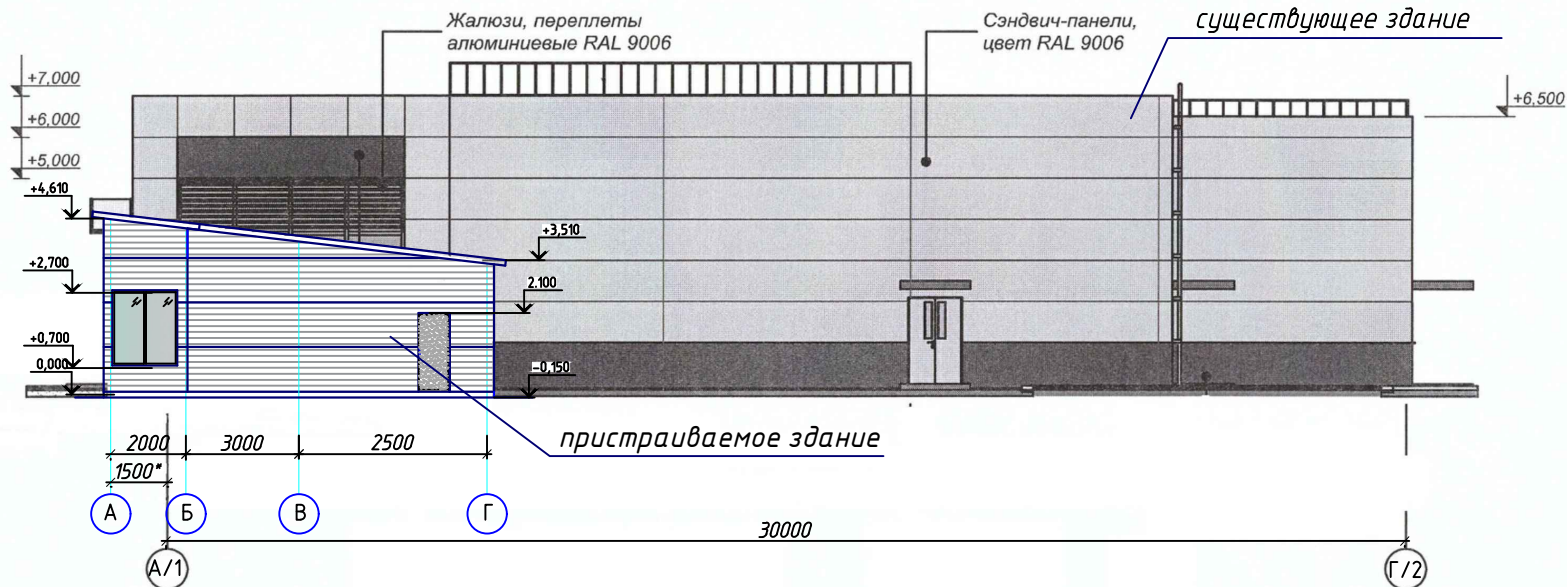 Жалюзи, переплеты
алюминиевые RAL 9006
Сэндвич-панели,
цвет RAL 9006
существующее здание
+7,000
+6,000
+5,000
+4,610
+2,700
+0,700
0,000
+6,500
+3,510
2.100
-0,150
пристраиваемое здание
2000
3000
2500
1500*
А
Б
В
Г
30000
А/1
Г/2